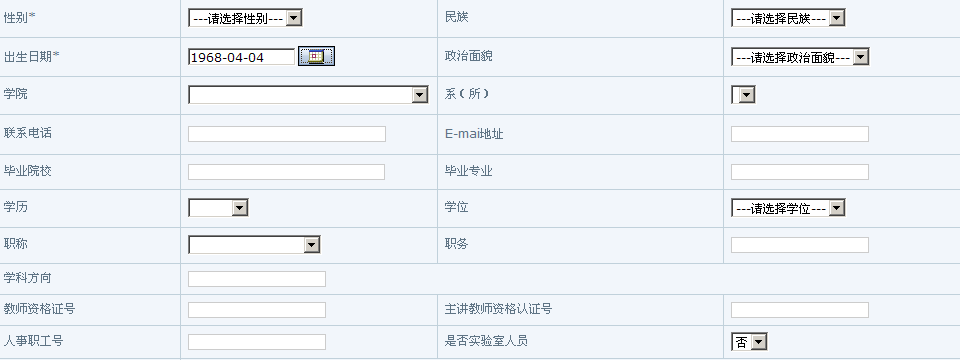 性别* ---请选择性别--- 民族 ---请选择民族---
出生日期* 1968-04-04 政治面貌 ---请选择政治面貌---
学院 系（所）
联系电话 E-mai地址
毕业院校 毕业专业
学历 学位 ---请选择学位---
职称 职务
学科方向
教师资格证号 主讲教师资格认证号
人事职工号 是否实验室人员 否